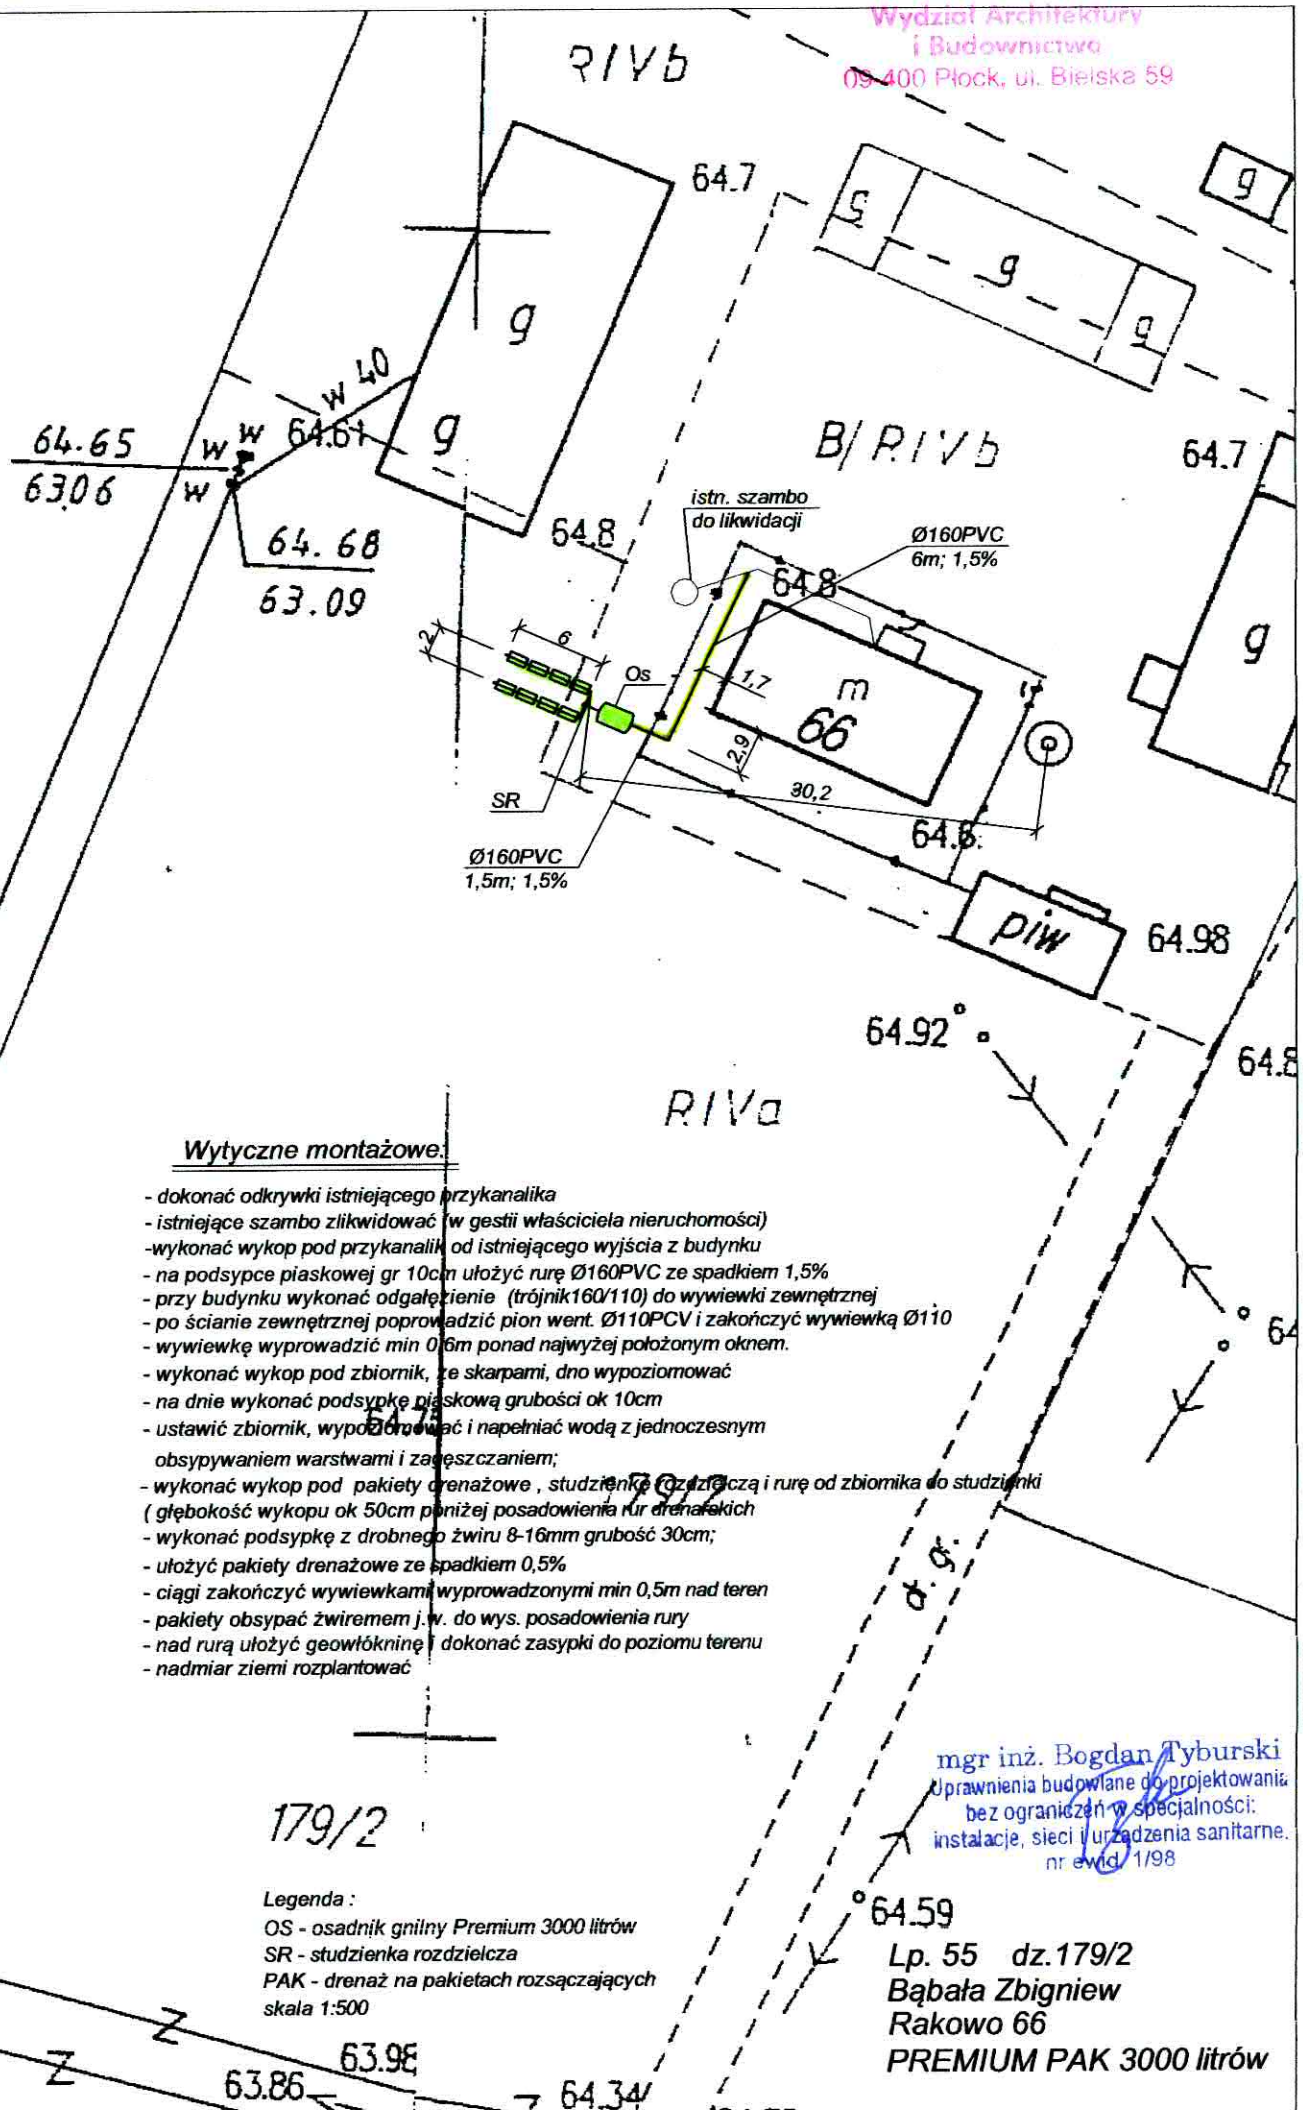 Wydział Architektury
i Budownictwa
09-400 Płock, ul. Bielska 59
RIVb
64.7
g
g
g
g
g
g
w 40
64.61
64.65
63.06
w
w
w
64.68
63.09
B/RIVb
64.7
istn. szambo
do likwidacji
Ø160PVC
6m; 1,5%
64.8
64.8
2
6
Os
1,7
m
66
g
2,9
30,2
SR
Ø160PVC
1,5m; 1,5%
piw
64.98
64.92
64.8
RIVa
Wytyczne montażowe:
- dokonać odkrywki istniejącego przykanalika
- istniejące szambo zlikwidować (w gestii właściciela nieruchomości)
-wykonać wykop pod przykanalik od istniejącego wyjścia z budynku
- na podsypce piaskowej gr 10cm ułożyć rurę Ø160PVC ze spadkiem 1,5%
- przy budynku wykonać odgałęzienie (trójnik160/110) do wywiewki zewnętrznej
- po ścianie zewnętrznej poprowadzić pion went. Ø110PCV i zakończyć wywiewką Ø110
- wywiewkę wyprowadzić min 0,6m ponad najwyżej położonym oknem.
- wykonać wykop pod zbiornik, ze skarpami, dno wypoziomować
- na dnie wykonać podsypkę piaskową grubości ok 10cm
- ustawić zbiornik, wypoziomować i napełniać wodą z jednoczesnym
obsypywaniem warstwami i zagęszczaniem;
- wykonać wykop pod pakiety drenażowe , studzienkę rozdzielczą i rurę od zbiornika do studzienki
( głębokość wykopu ok 50cm poniżej posadowienia rur drenarskich
- wykonać podsypkę z drobnego żwiru 8-16mm grubość 30cm;
- ułożyć pakiety drenażowe ze spadkiem 0,5%
- ciągi zakończyć wywiewkami wyprowadzonymi min 0,5m nad teren
- pakiety obsypać żwiremem j.w. do wys. posadowienia rury
- nad rurą ułożyć geowłókninę i dokonać zasypki do poziomu terenu
- nadmiar ziemi rozplantować
179/2
d.g.
179/2
mgr inż. Bogdan Tyburski
Uprawnienia budowlane do projektowania
bez ograniczeń w specjalności:
instalacje, sieci i urządzenia sanitarne.
nr ewid. 1/98
Legenda :
OS - osadnik gnilny Premium 3000 litrów
SR - studzienka rozdzielcza
PAK - drenaż na pakietach rozsączających
skala 1:500
64.59
Lp. 55 dz.179/2
Bąbała Zbigniew
Rakowo 66
PREMIUM PAK 3000 litrów
Z
Z
63.98
63.86
64.34